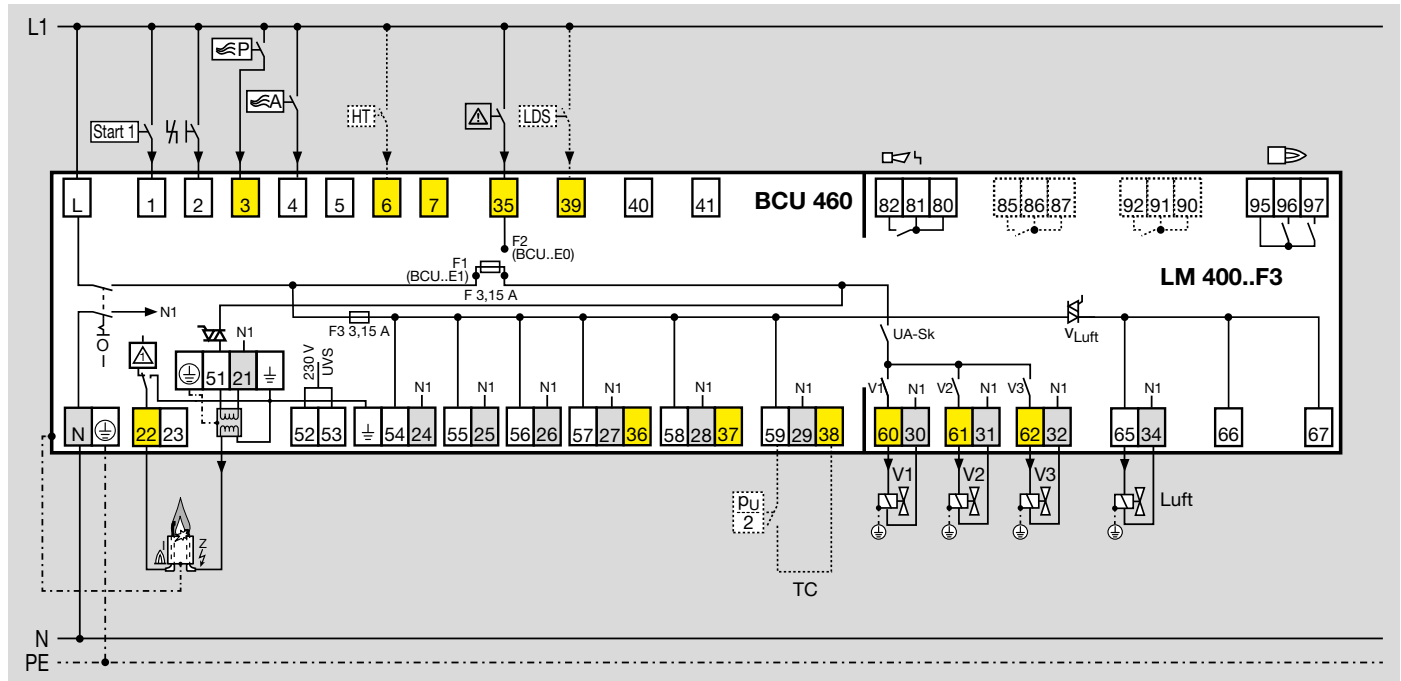 L1
P
A
Start 1
HT
LDS
L 1 2 3 4 5 6 7 35 39 40 41 BCU 460 82 81 80 85 86 87 92 91 90 95 96 97
F2
(BCU..E0)
F1
(BCU..E1)
F 3,15 A
LM 400..F3
N1
F3 3,15 A
UA-Sk
VLuft
O
I
1
51 21
N1
230 V
UVS
N1 N1 N1 N1 N1 N1 V1 N1 V2 N1 V3 N1 N1
N 22 23 52 53 54 24 55 25 56 26 57 27 36 58 28 37 59 29 38 60 30 61 31 62 32 65 34 66 67
V1 V2 V3 Luft
pU
2
I Z
TC
N
PE